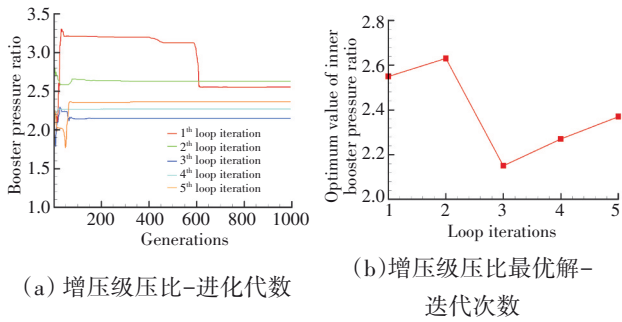 Booster pressure ratio
3.5
3.0
2.5
2.0
1.5
1.0
200
400
600
800
1000
Generations
1th loop iteration
2th loop iteration
3th loop iteration
4th loop iteration
5th loop iteration
(a) 增压级压比-进化代数
Optimum value of inner
booster pressure ratio
2.8
2.6
2.4
2.2
2.0
1
2
3
4
5
Loop iterations
(b)增压级压比最优解-
迭代次数